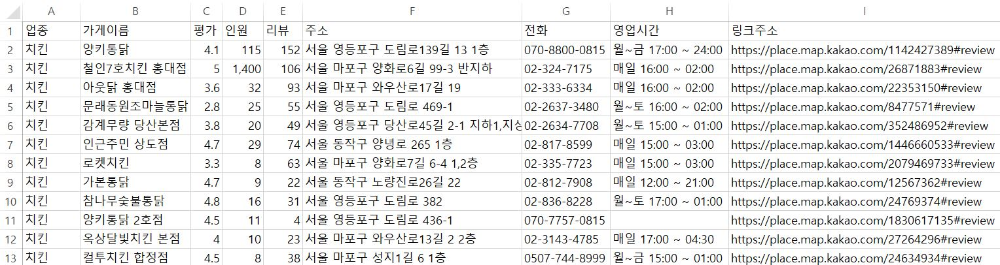 A B C D E F G H I
1 업종 가게이름 평가 인원 리뷰 주소 전화 영업시간 링크주소
2 치킨 양키통닭 4.1 115 152 서울 영등포구 도림로139길 13 1층 070-8800-0815 월~금 17:00 ~ 24:00 https://place.map.kakao.com/1142427389#review
3 치킨 철인7호치킨 홍대점 5 1,400 106 서울 마포구 양화로6길 99-3 반지하 02-324-7175 매일 16:00 ~ 02:00 https://place.map.kakao.com/26871883#review
4 치킨 아웃닭 홍대점 3.6 32 93 서울 마포구 와우산로17길 19 02-333-6334 매일 16:00 ~ 02:00 https://place.map.kakao.com/22353150#review
5 치킨 문래동원조마늘통닭 2.8 25 55 서울 영등포구 도림로 469-1 02-2637-3480 월~토 16:00 ~ 02:00 https://place.map.kakao.com/8477571#review
6 치킨 감계무량 당산본점 3.8 20 49 서울 영등포구 당산로45길 2-1 지하1,지상 02-2634-7708 월~토 15:00 ~ 01:00 https://place.map.kakao.com/352486952#review
7 치킨 인근주민 상도점 4.7 29 74 서울 동작구 양녕로 265 1층 02-817-8599 매일 15:00 ~ 03:00 https://place.map.kakao.com/1446660533#review
8 치킨 로켓치킨 3.3 8 63 서울 마포구 양화로7길 6-4 1,2층 02-335-7723 매일 15:00 ~ 03:00 https://place.map.kakao.com/2079469733#review
9 치킨 가본통닭 4.7 9 22 서울 동작구 노량진로26길 22 02-812-7908 매일 12:00 ~ 21:00 https://place.map.kakao.com/12567362#review
10 치킨 참나무숯불통닭 4.8 16 31 서울 영등포구 도림로 382 02-836-8228 월~토 17:00 ~ 01:00 https://place.map.kakao.com/24769374#review
11 치킨 양키통닭 2호점 4.5 11 4 서울 영등포구 도림로 436-1 070-7757-0815 https://place.map.kakao.com/1830617135#review
12 치킨 옥상달빛치킨 본점 4 10 23 서울 마포구 와우산로13길 2 2층 02-3143-4785 매일 17:00 ~ 04:30 https://place.map.kakao.com/27264296#review
13 치킨 컬투치킨 합정점 4.5 8 38 서울 마포구 성지1길 6 1층 0507-744-8999 월~금 15:00 ~ 01:00 https://place.map.kakao.com/24634934#review